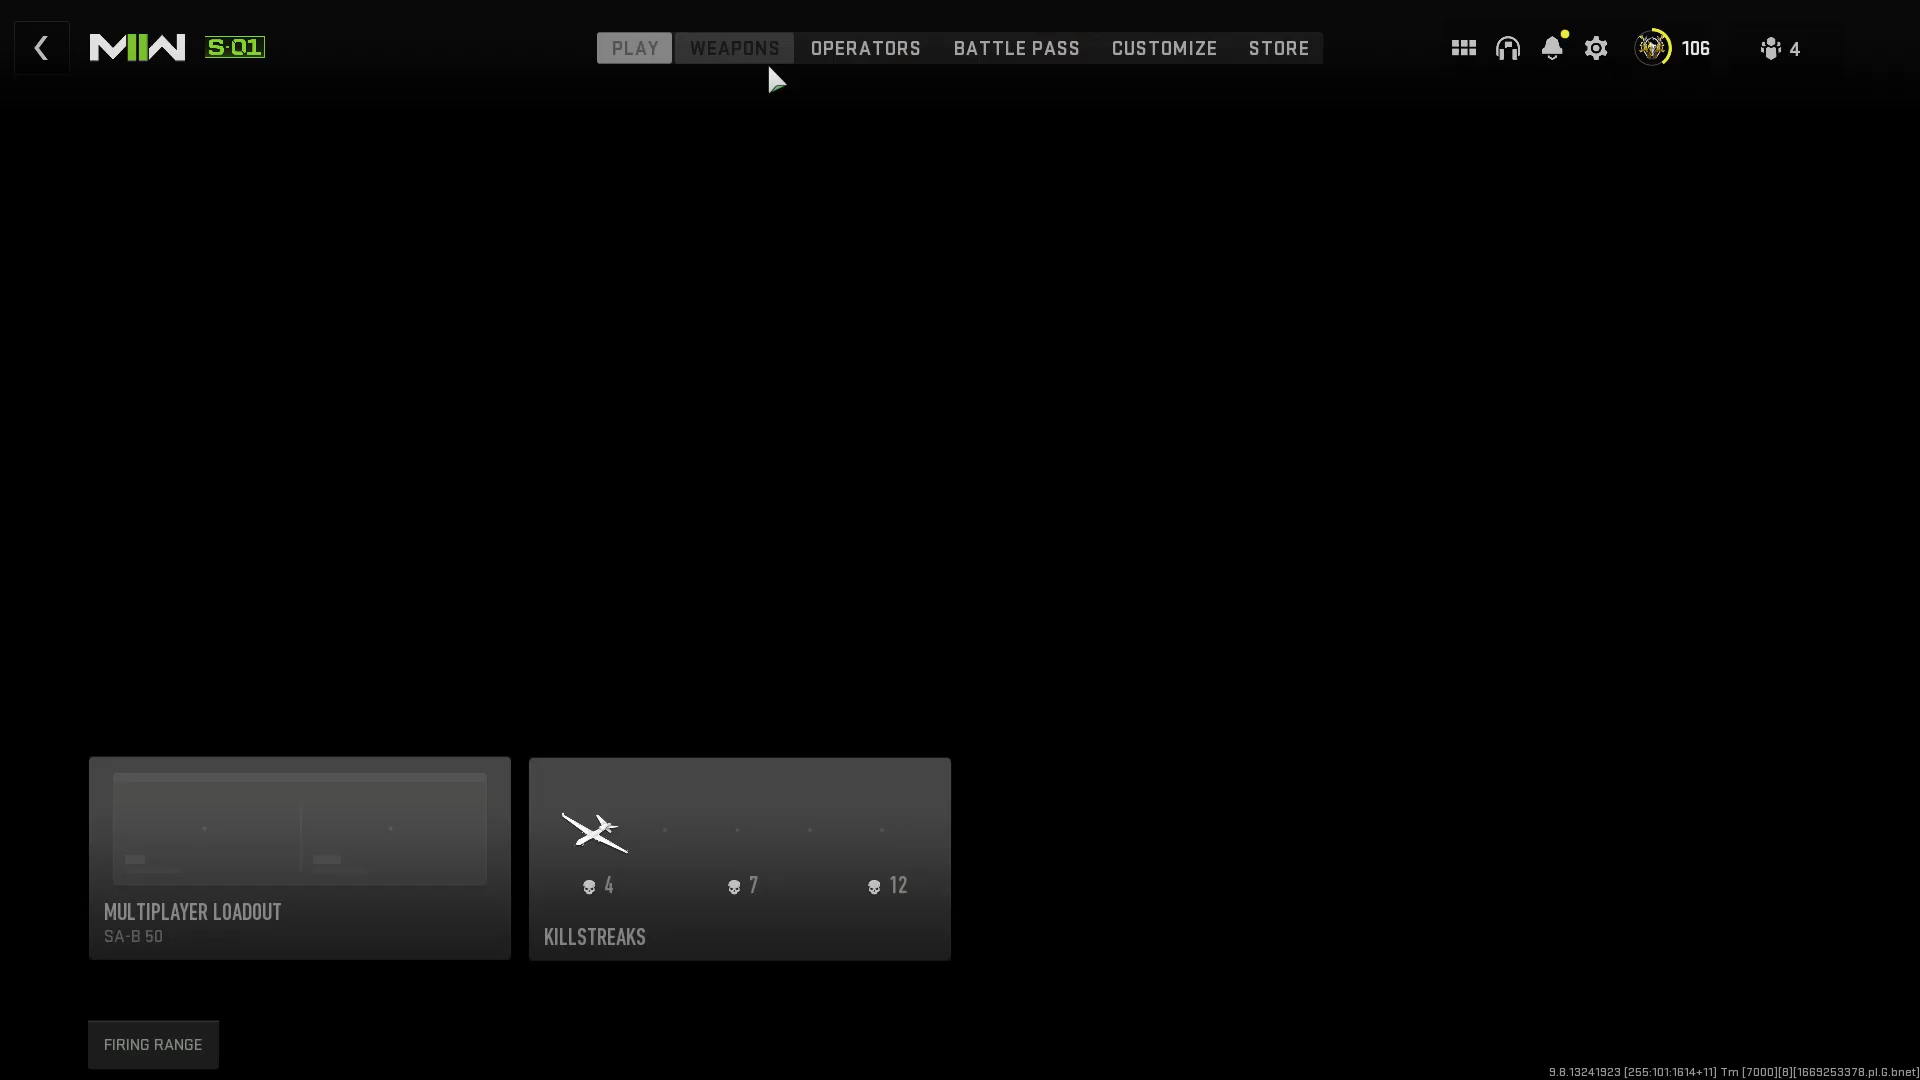 MIIW S-01
PLAY WEAPONS OPERATORS BATTLE PASS CUSTOMIZE STORE
106
4
4 7 12
MULTIPLAYER LOADOUT
SA-B 50
KILLSTREAKS
FIRING RANGE
9.8.13241923 [255:101:1614+11] Tm [7000][8][1669253378.pl.G.bnet]